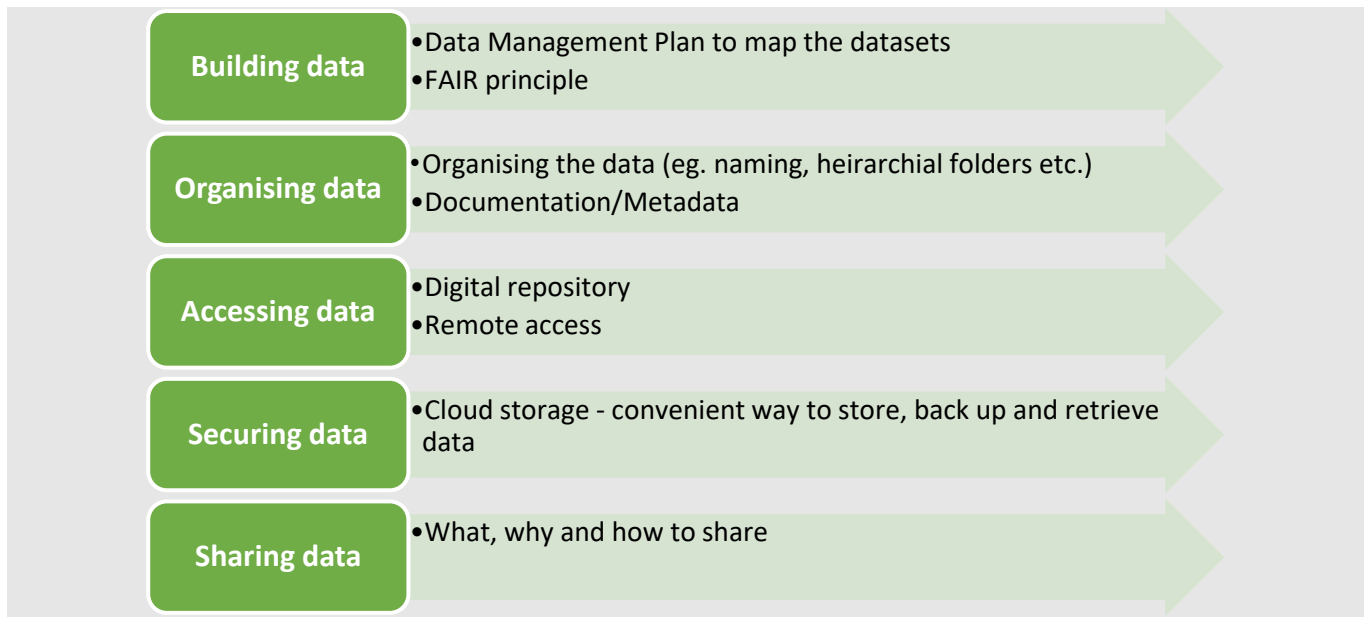 Building data
•Data Management Plan to map the datasets
•FAIR principle
Organising data
•Organising the data (eg. naming, heirarchial folders etc.)
•Documentation/Metadata
Accessing data
•Digital repository
•Remote access
Securing data
•Cloud storage - convenient way to store, back up and retrieve
data
Sharing data
•What, why and how to share